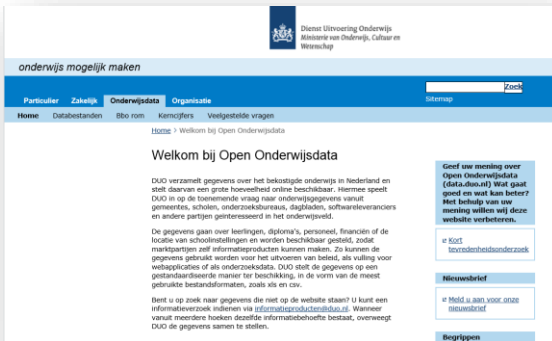 Dienst Uitvoering Onderwijs
Ministerie van Onderwijs, Cultuur en
Wetenschap
onderwijs mogelijk maken
Zoek
Particulier Zakelijk Onderwijsdata Organisatie
Sitemap
Home Databestanden Bbo rom Kerncijfers Veelgestelde vragen
Home > Welkom bij Open Onderwijsdata
Welkom bij Open Onderwijsdata
DUO verzamelt gegevens over het bekostigde onderwijs in Nederland en
stelt daarvan een grote hoeveelheid online beschikbaar. Hiermee speelt
DUO in op de toenemende vraag naar onderwijsgegevens vanuit
gemeentes, scholen, onderzoeksbureaus, dagbladen, softwareleveranciers
en andere partijen geïnteresseerd in het onderwijsveld.
De gegevens gaan over leerlingen, diploma's, personeel, financiën of de
locatie van schoolinstellingen en worden beschikbaar gesteld, zodat
marktpartijen zelf informatieproducten kunnen maken. Zo kunnen de
gegevens gebruikt worden voor het uitvoeren van beleid, als vulling voor
webapplicaties of als onderzoeksdata. DUO stelt de gegevens op een
gestandaardiseerde manier ter beschikking, in de vorm van de meest
gebruikte bestandsformaten, zoals xls en csv.
Bent u op zoek naar gegevens die niet op de website staan? U kunt een
informatieverzoek indienen via informatieproducten@duo.nl. Wanneer
vanuit meerdere hoeken dezelfde informatiebehoefte bestaat, overweegt
DUO de gegevens samen te stellen.
Geef uw mening over
Open Onderwijsdata
(data.duo.nl) Wat gaat
goed en wat kan beter?
Met behulp van uw
mening willen wij deze
website verbeteren.
Kort
tevredenheidsonderzoek
Nieuwsbrief
Meld u aan voor onze
nieuwsbrief
Begrippen